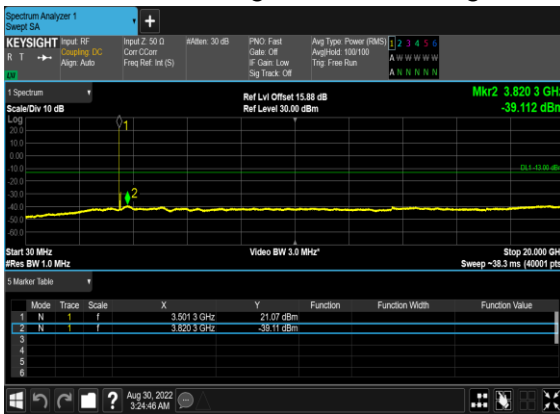 Spectrum Analyzer 1
Swept SA
KEYSIGHT
R T
LV
Input: RF
Coupling: DC
Align: Auto
Input Z: 50 Ω
Corr CCorr
Freq Ref: Int (S)
#Atten: 30 dB
PNO: Fast
Gate: Off
IF Gain: Low
Sig Track: Off
Avg Type: Power (RMS)
Avg|Hold: 100/100
Trig: Free Run
1 2 3 4 5 6
A W W W W W
A N N N N N
1 Spectrum
Scale/Div 10 dB
Ref Lvl Offset 15.88 dB
Ref Level 30.00 dBm
Mkr2 3.820 3 GHz
-39.112 dBm
Log
20.0
10.0
0.00
-10.0
-20.0
-30.0
-40.0
-50.0
-60.0
1
2
DL1 -13.00 dBm
Start 30 MHz
#Res BW 1.0 MHz
Video BW 3.0 MHz*
Stop 20.000 GHz
Sweep ~38.3 ms (40001 pts)
5 Marker Table
Mode Trace Scale X Y Function Function Width Function Value
1 N 1 f 3.501 3 GHz 21.07 dBm
2 N 1 f 3.820 3 GHz -39.11 dBm
3
4
5
6
?
Aug 30, 2022
3:24:46 AM